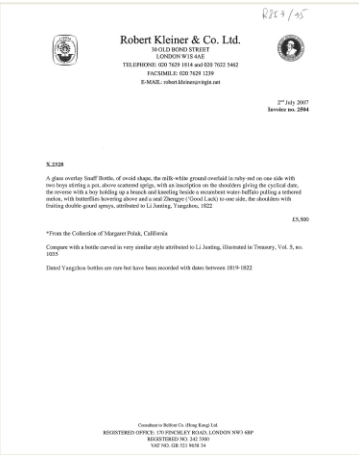 R857/95
Robert Kleiner & Co. Ltd.
30 OLD BOND STREET
LONDON W1S 4AE
TELEPHONE: 020 7629 1814 and 020 7622 5462
FACSIMILE: 020 7629 1239
E-MAIL: robert.kleiner@virgin.net
2nd July 2007
Invoice no. 2504
X.2328
A glass overlay Snuff Bottle, of ovoid shape, the milk-white ground overlaid in ruby-red on one side with
two boys stirring a pot, above scattered sprigs, with an inscription on the shoulders giving the cyclical date,
the reverse with a boy holding up a branch and kneeling beside a recumbent water-buffalo pulling a tethered
melon, with butterflies hovering above and a seal Zhengye ('Good Luck') to one side, the shoulders with
fruiting double-gourd sprays, attributed to Li Junting, Yangzhou, 1822
£5,500
*From the Collection of Margaret Polak, California
Compare with a bottle carved in very similar style attributed to Li Junting, illustrated in Treasury, Vol. 5, no.
1035
Dated Yangzhou bottles are rare but have been recorded with dates between 1819-1822
Consultant to Belfont Co. (Hong Kong) Ltd.
REGISTERED OFFICE: 170 FINCHLEY ROAD, LONDON NW3 6BP
REGISTERED NO. 242 5300
VAT NO. GB 523 9658 34